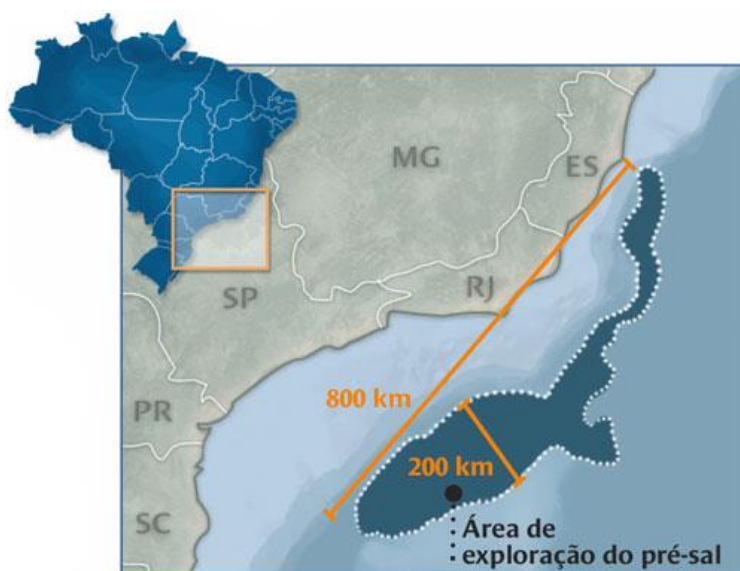 MG
ES
RJ
SP
PR
SC
800 km
200 km
Área de
exploração do pré-sal